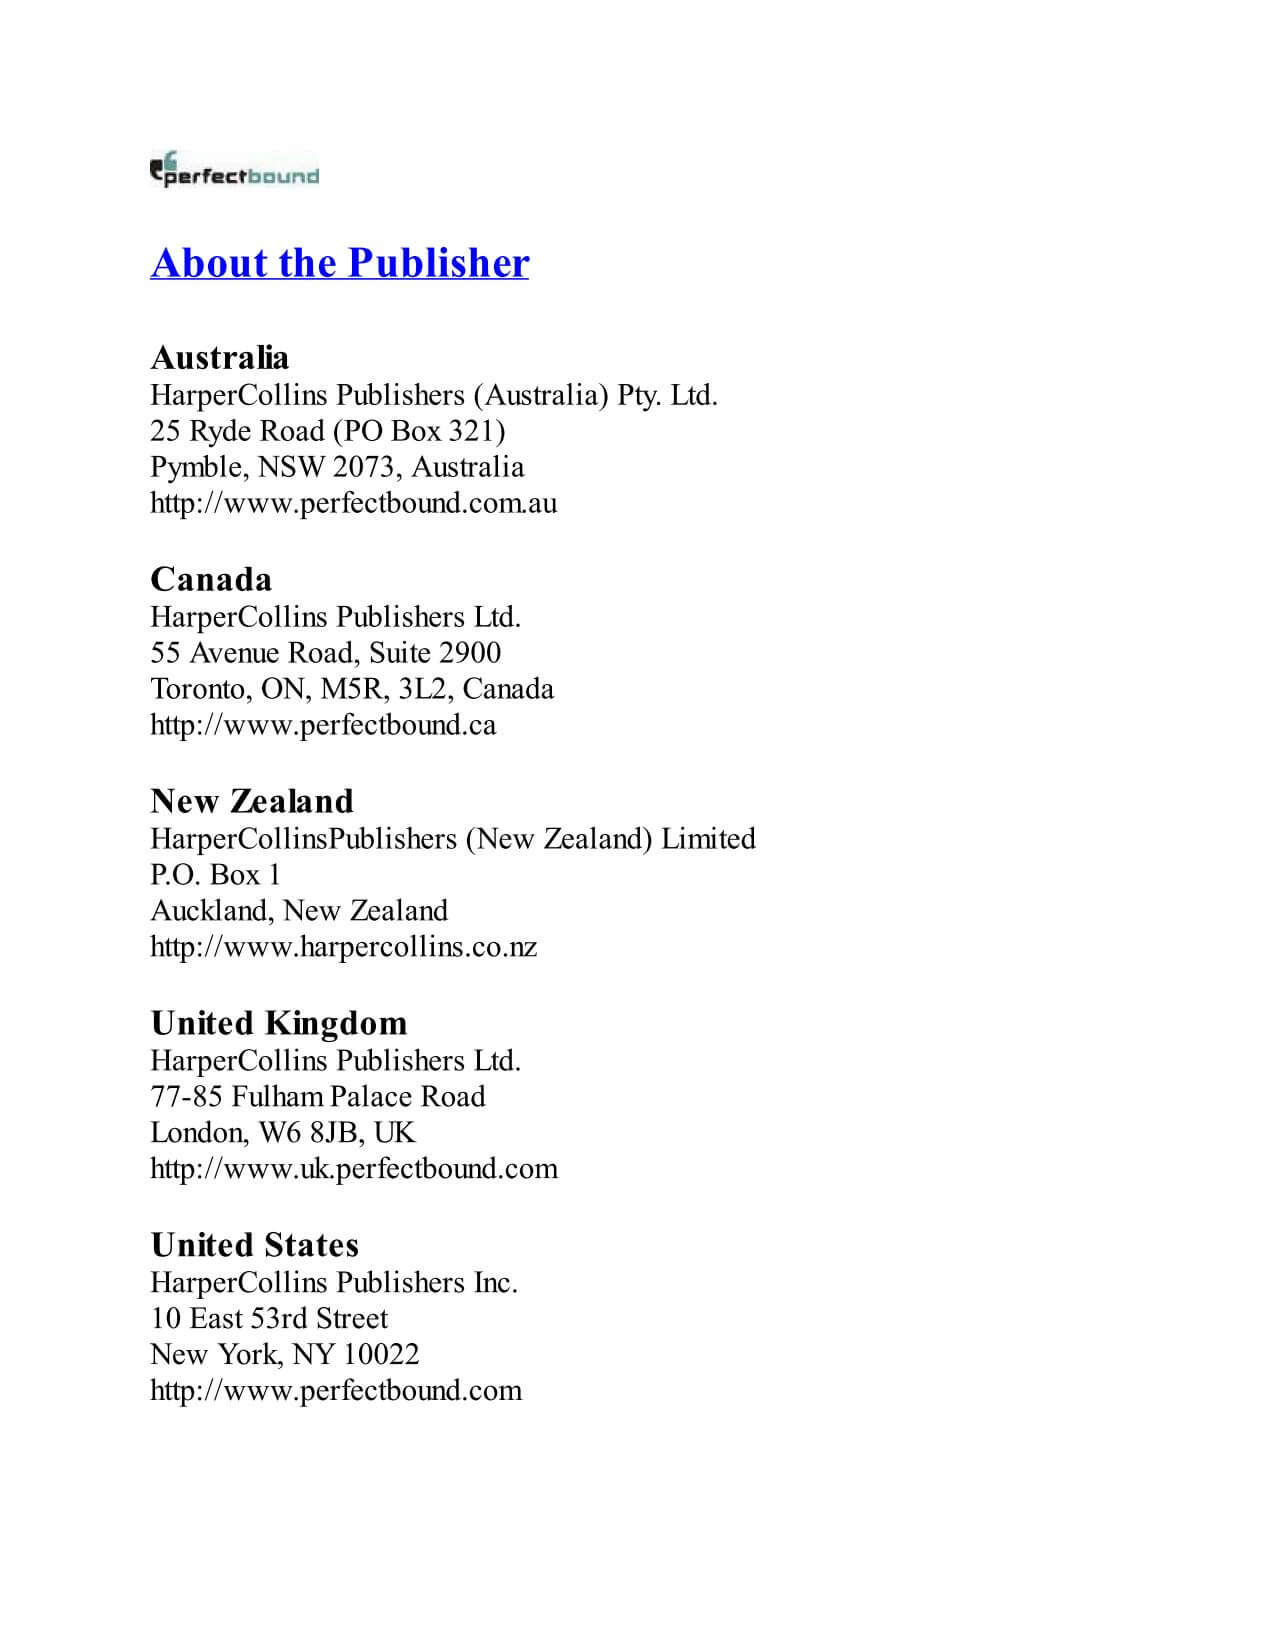 perfectbound
About the Publisher
Australia
HarperCollins Publishers (Australia) Pty. Ltd.
25 Ryde Road (PO Box 321)
Pymble, NSW 2073, Australia
http://www.perfectbound.com.au
Canada
HarperCollins Publishers Ltd.
55 Avenue Road, Suite 2900
Toronto, ON, M5R, 3L2, Canada
http://www.perfectbound.ca
New Zealand
HarperCollinsPublishers (New Zealand) Limited
P.O. Box 1
Auckland, New Zealand
http://www.harpercollins.co.nz
United Kingdom
HarperCollins Publishers Ltd.
77-85 Fulham Palace Road
London, W6 8JB, UK
http://www.uk.perfectbound.com
United States
HarperCollins Publishers Inc.
10 East 53rd Street
New York, NY 10022
http://www.perfectbound.com